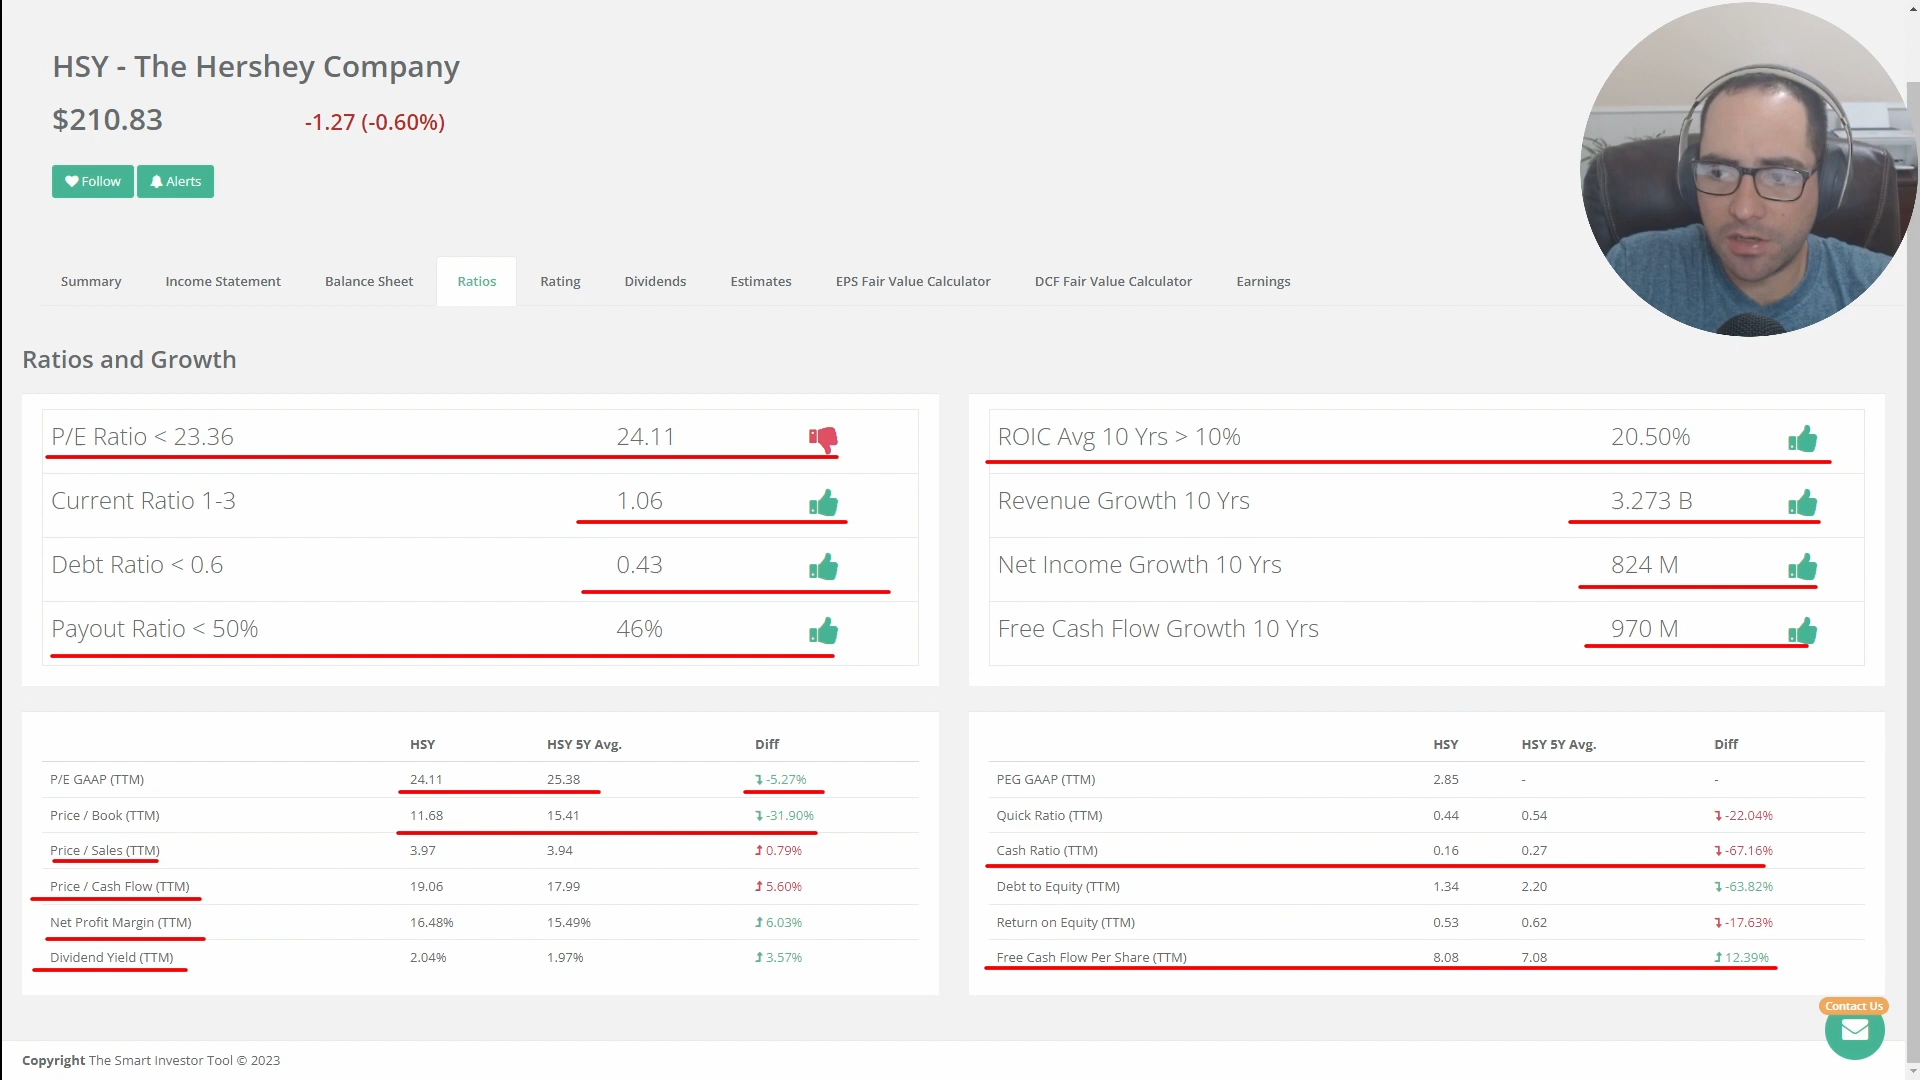 HSY - The Hershey Company
$210.83 -1.27 (-0.60%)
Follow Alerts
Summary Income Statement Balance Sheet Ratios Rating Dividends Estimates EPS Fair Value Calculator DCF Fair Value Calculator Earnings
Ratios and Growth
P/E Ratio < 23.36 24.11
Current Ratio 1-3 1.06
Debt Ratio < 0.6 0.43
Payout Ratio < 50% 46%
ROIC Avg 10 Yrs > 10% 20.50%
Revenue Growth 10 Yrs 3.273 B
Net Income Growth 10 Yrs 824 M
Free Cash Flow Growth 10 Yrs 970 M
HSY HSY 5Y Avg. Diff
P/E GAAP (TTM) 24.11 25.38 -5.27%
Price / Book (TTM) 11.68 15.41 -31.90%
Price / Sales (TTM) 3.97 3.94 0.79%
Price / Cash Flow (TTM) 19.06 17.99 5.60%
Net Profit Margin (TTM) 16.48% 15.49% 6.03%
Dividend Yield (TTM) 2.04% 1.97% 3.57%
HSY HSY 5Y Avg. Diff
PEG GAAP (TTM) 2.85 - -
Quick Ratio (TTM) 0.44 0.54 -22.04%
Cash Ratio (TTM) 0.16 0.27 -67.16%
Debt to Equity (TTM) 1.34 2.20 -63.82%
Return on Equity (TTM) 0.53 0.62 -17.63%
Free Cash Flow Per Share (TTM) 8.08 7.08 12.39%
Contact Us
Copyright The Smart Investor Tool © 2023